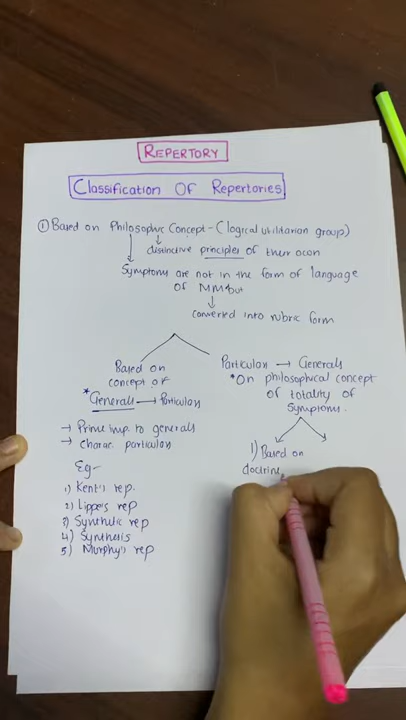 REPERTORY
Classification Of Repertories
① Based on Philosophic Concept - (logical utilitarian group)
↓ distinctive principles of their own
Symptoms are not in the form of language
of MM but
↓
converted into rubric form
Based on
concept of
*Generals → Particulars
→ Prime imp. to generals
→ Charac. particulars
Eg-
1) Kent's rep.
2) Lippe's rep
3) Synthetic rep
4) Synthesis
5) Murphy's rep
Particulars → Generals
*On philosophical concept
of totality of
Symptoms.
1) Based on
doctrine